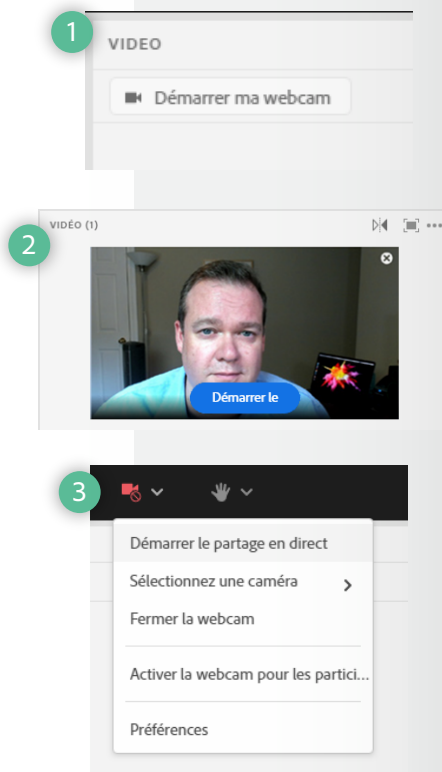 1
VIDEO
Démarrer ma webcam
VIDÉO (1)
2
Démarrer le
3
Démarrer le partage en direct
Sélectionnez une caméra
Fermer la webcam
Activer la webcam pour les partici...
Préférences